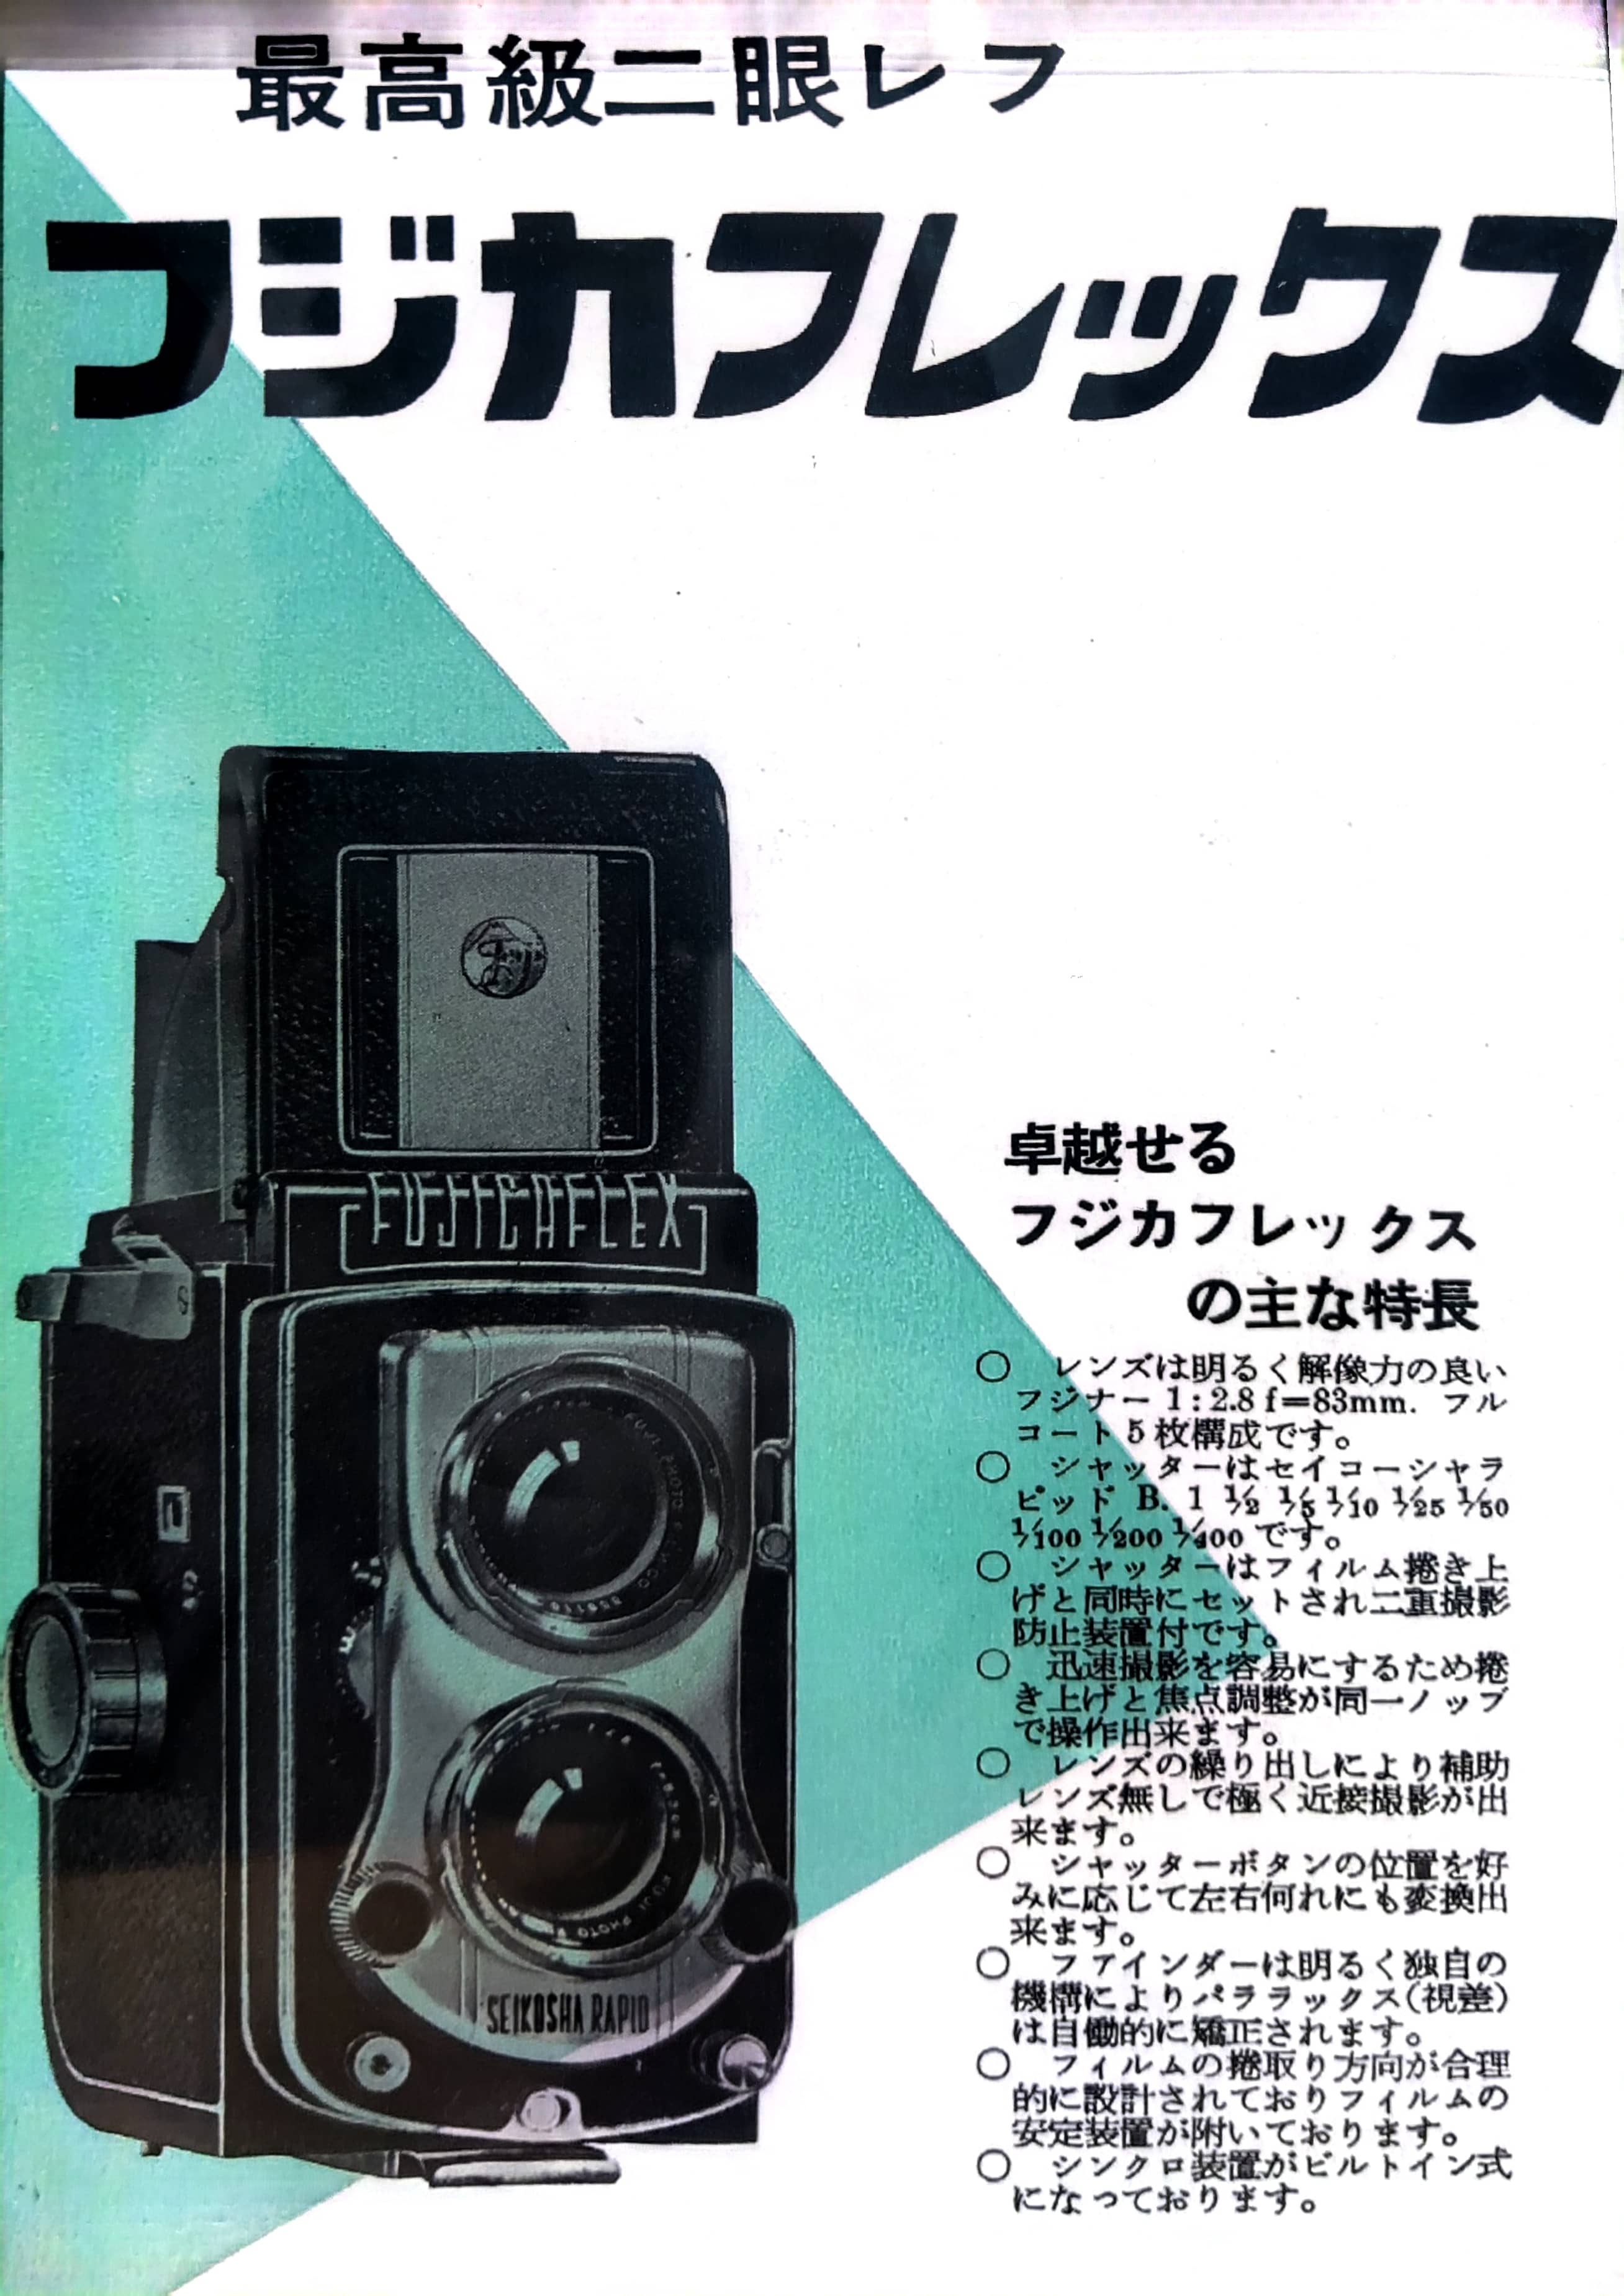 最高級二眼レフ
フジカフレックス
FUJICAFLEX
SEIKOSHA RAPID
卓越せる
フジカフレックス
の主な特長
○ レンズは明るく解像力の良い
フジナー 1:2.8 f=83mm. フル
コート 5 枚構成です。
○ シャッターはセイコーシャラ
ピッド B. 1 ½ ⅕ ⅒ 1/25 1/50
1/100 1/200 1/400 です。
○ シャッターはフィルム捲き上
げと同時にセットされ二重撮影
防止装置付です。
○ 迅速撮影を容易にするため捲
き上げと焦点調整が同一ノッブ
で操作出来ます。
○ レンズの繰り出しにより補助
レンズ無しで極く近接撮影が出
来ます。
○ シャッターボタンの位置を好
みに応じて左右何れにも変換出
来ます。
○ ファインダーは明るく独自の
機構によりパララックス(視差)
は自働的に矯正されます。
○ フィルムの捲取り方向が合理
的に設計されておりフィルムの
安定装置が附いております。
○ シンクロ装置がビルトイン式
になっております。